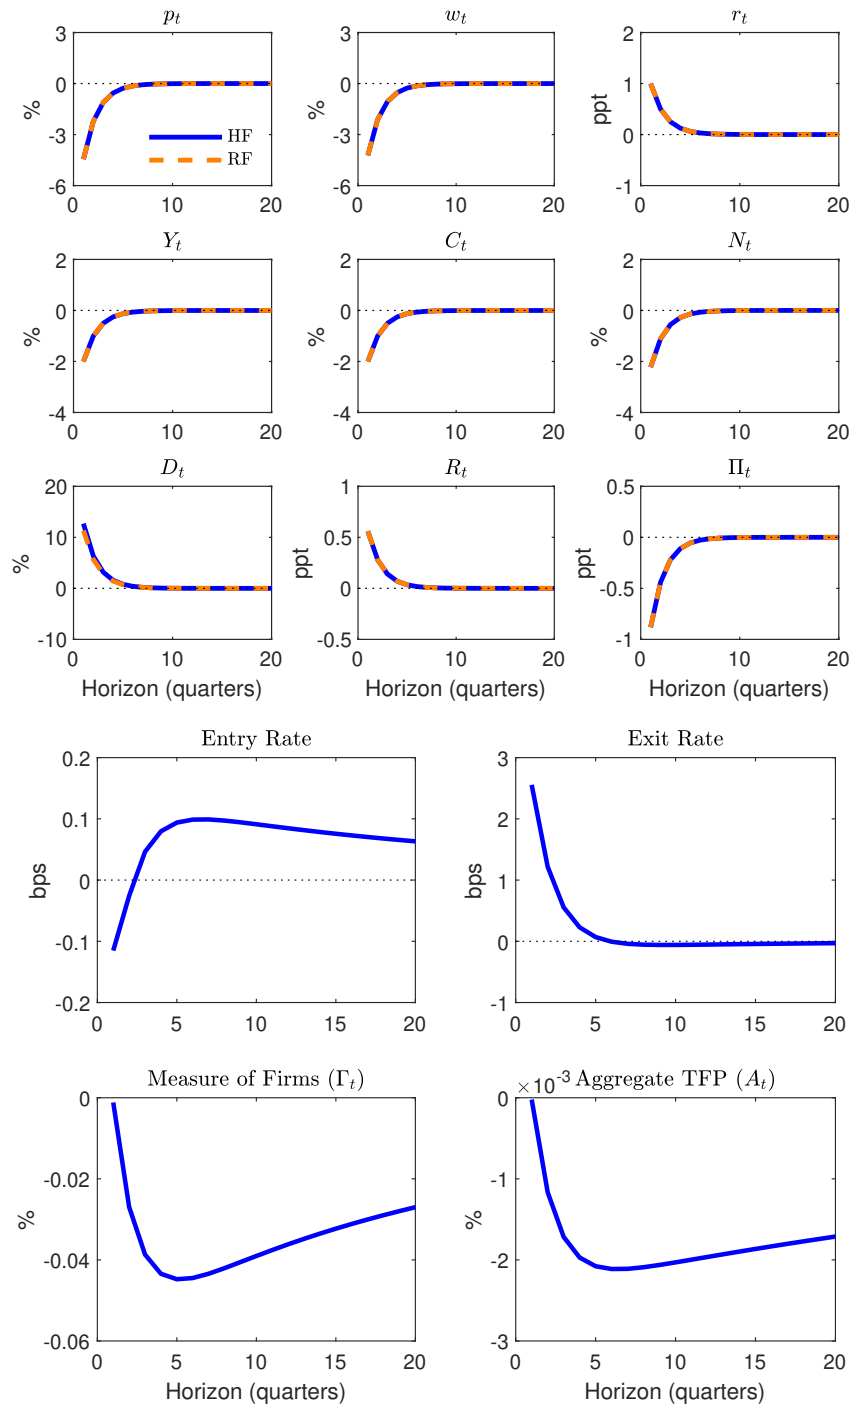 p_t w_t r_t
3 3 2
0 0 1
% % ppt
-3 HF -3 0
RF
-6 -6 -1
0 10 20 0 10 20 0 10 20
Y_t C_t N_t
2 2 2
0 0 0
% % %
-2 -2 -2
-4 -4 -4
0 10 20 0 10 20 0 10 20
D_t R_t Π_t
20 1 0.5
10 0.5 0
% ppt ppt
0 0 -0.5
-10 -0.5 -1
0 10 20 0 10 20 0 10 20
Horizon (quarters) Horizon (quarters) Horizon (quarters)
Entry Rate Exit Rate
0.2 3
0.1 2
bps bps
0 1
-0.1 0
-0.2 -1
0 5 10 15 20 0 5 10 15 20
Measure of Firms (Γ_t) ×10^-3 Aggregate TFP (A_t)
0 0
-0.02 -1
% %
-0.04 -2
-0.06 -3
0 5 10 15 20 0 5 10 15 20
Horizon (quarters) Horizon (quarters)